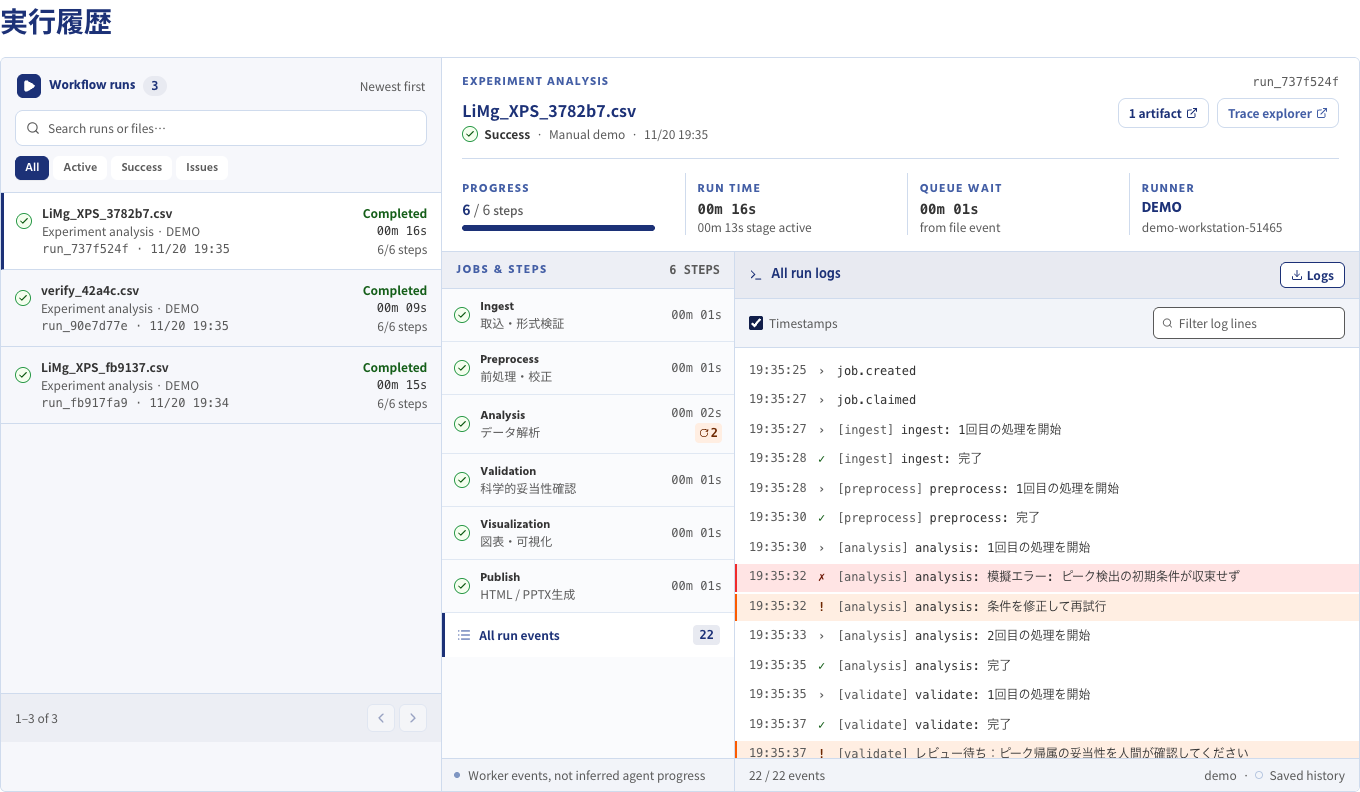 実行履歴
Workflow runs 3 Newest first
Search runs or files…
All Active Success Issues
LiMg_XPS_3782b7.csv Completed
Experiment analysis · DEMO 00m 16s
run_737f524f · 11/20 19:35 6/6 steps
verify_42a4c.csv Completed
Experiment analysis · DEMO 00m 09s
run_90e7d77e · 11/20 19:35 6/6 steps
LiMg_XPS_fb9137.csv Completed
Experiment analysis · DEMO 00m 15s
run_fb917fa9 · 11/20 19:34 6/6 steps
1–3 of 3
EXPERIMENT ANALYSIS run_737f524f
LiMg_XPS_3782b7.csv 1 artifact Trace explorer
Success · Manual demo · 11/20 19:35
PROGRESS RUN TIME QUEUE WAIT RUNNER
6 / 6 steps 00m 16s 00m 01s DEMO
00m 13s stage active from file event demo-workstation-51465
JOBS & STEPS 6 STEPS
Ingest 00m 01s
取込・形式検証
Preprocess 00m 01s
前処理・校正
Analysis 00m 02s
データ解析 2
Validation 00m 01s
科学的妥当性確認
Visualization 00m 01s
図表・可視化
Publish 00m 01s
HTML / PPTX生成
All run events 22
Worker events, not inferred agent progress
All run logs Logs
Timestamps Filter log lines
19:35:25 › job.created
19:35:27 › job.claimed
19:35:27 › [ingest] ingest: 1回目の処理を開始
19:35:28 ✓ [ingest] ingest: 完了
19:35:28 › [preprocess] preprocess: 1回目の処理を開始
19:35:30 ✓ [preprocess] preprocess: 完了
19:35:30 › [analysis] analysis: 1回目の処理を開始
19:35:32 ✗ [analysis] analysis: 模擬エラー: ピーク検出の初期条件が収束せず
19:35:32 ! [analysis] analysis: 条件を修正して再試行
19:35:33 › [analysis] analysis: 2回目の処理を開始
19:35:35 ✓ [analysis] analysis: 完了
19:35:35 › [validate] validate: 1回目の処理を開始
19:35:37 ✓ [validate] validate: 完了
19:35:37 ! [validate] レビュー待ち：ピーク帰属の妥当性を人間が確認してください
22 / 22 events demo · Saved history